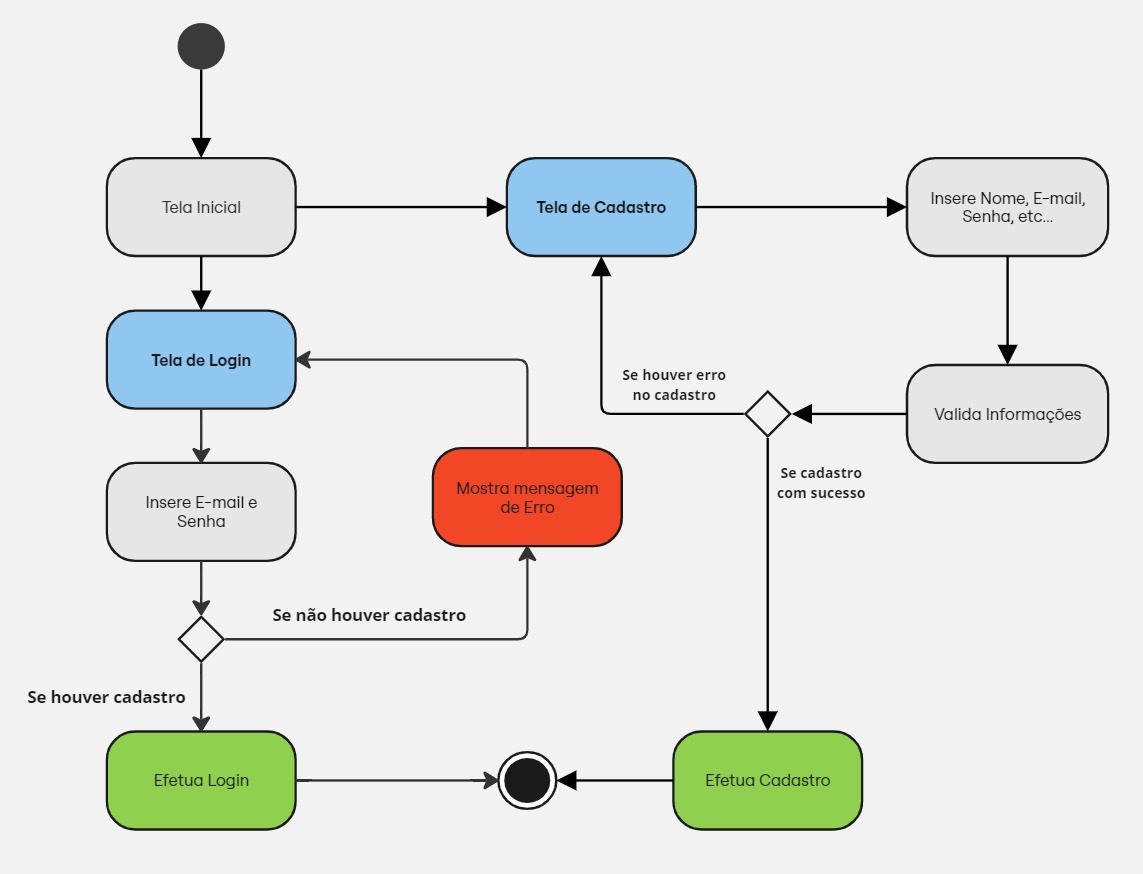 Tela Inicial
Tela de Cadastro
Insere Nome, E-mail,
Senha, etc...
Tela de Login
Se houver erro
no cadastro
Valida Informações
Se cadastro
com sucesso
Mostra mensagem
de Erro
Insere E-mail e
Senha
Se não houver cadastro
Se houver cadastro
Efetua Login
Efetua Cadastro